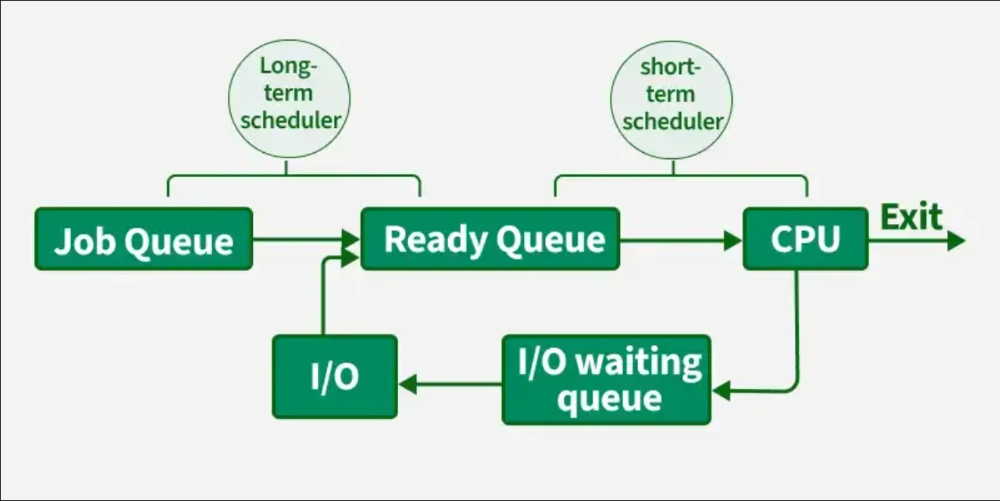 Long-
term
scheduler
short-
term
scheduler
Job Queue
Ready Queue
CPU
Exit
I/O
I/O waiting
queue